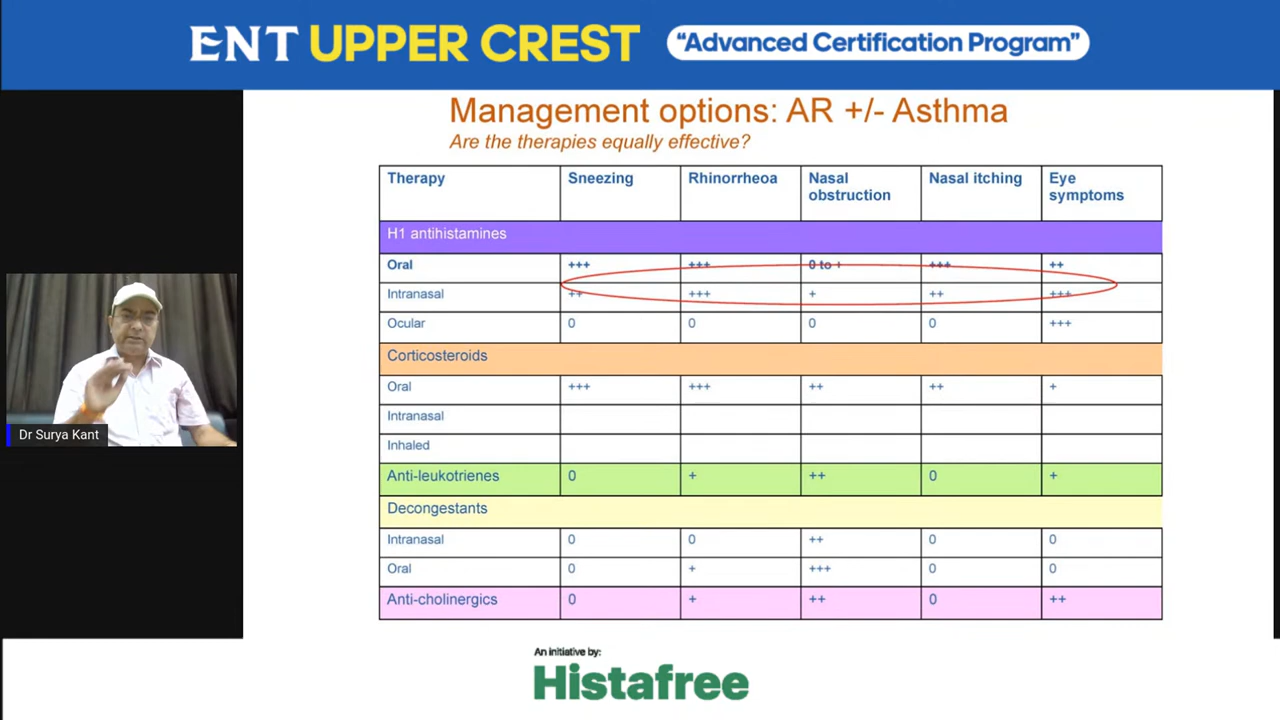 ENT UPPER CREST "Advanced Certification Program"
Management options: AR +/- Asthma
Are the therapies equally effective?
Therapy Sneezing Rhinorrheoa Nasal obstruction Nasal itching Eye symptoms
H1 antihistamines
Oral +++ +++ 0 to + +++ ++
Intranasal ++ +++ + ++ +++
Ocular 0 0 0 0 +++
Corticosteroids
Oral +++ +++ ++ ++ +
Intranasal
Inhaled
Anti-leukotrienes 0 + ++ 0 +
Decongestants
Intranasal 0 0 ++ 0 0
Oral 0 + +++ 0 0
Anti-cholinergics 0 + ++ 0 ++
Dr Surya Kant
An initiative by:
Histafree